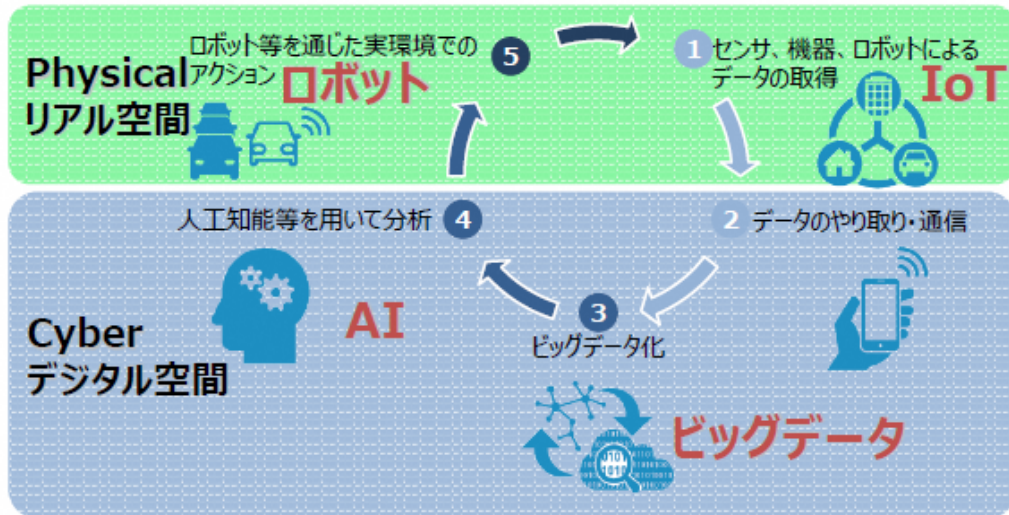 Physical
リアル空間
ロボット等を通じた実環境での
アクション
ロボット
5
1
センサ、機器、ロボットによる
データの取得
IoT
2
データのやり取り・通信
3
ビッグデータ化
ビッグデータ
0101
1010
4
人工知能等を用いて分析
AI
Cyber
デジタル空間